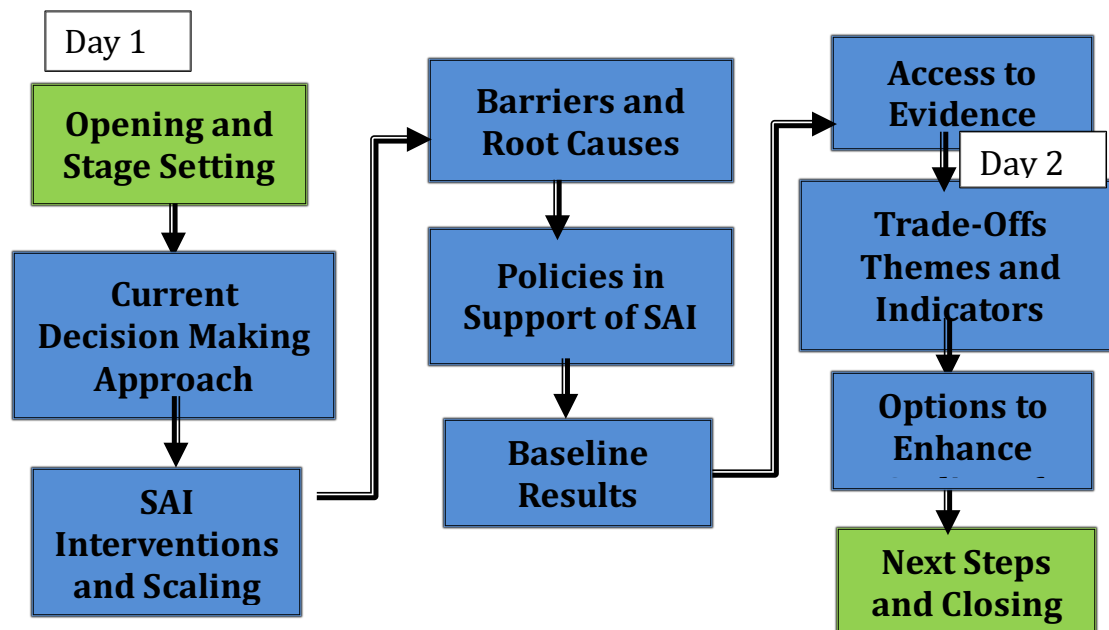 Day 1
Opening and
Stage Setting
Current
Decision Making
Approach
SAI
Interventions
and Scaling
Barriers and
Root Causes
Policies in
Support of SAI
Baseline
Results
Access to
Evidence
Day 2
Trade-Offs
Themes and
Indicators
Options to
Enhance
Next Steps
and Closing